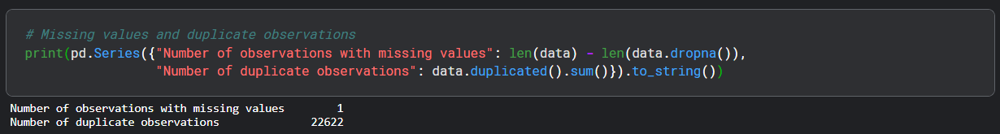 # Missing values and duplicate observations
print(pd.Series({"Number of observations with missing values": len(data) - len(data.dropna()),
"Number of duplicate observations": data.duplicated().sum()}).to_string())
Number of observations with missing values 1
Number of duplicate observations 22622